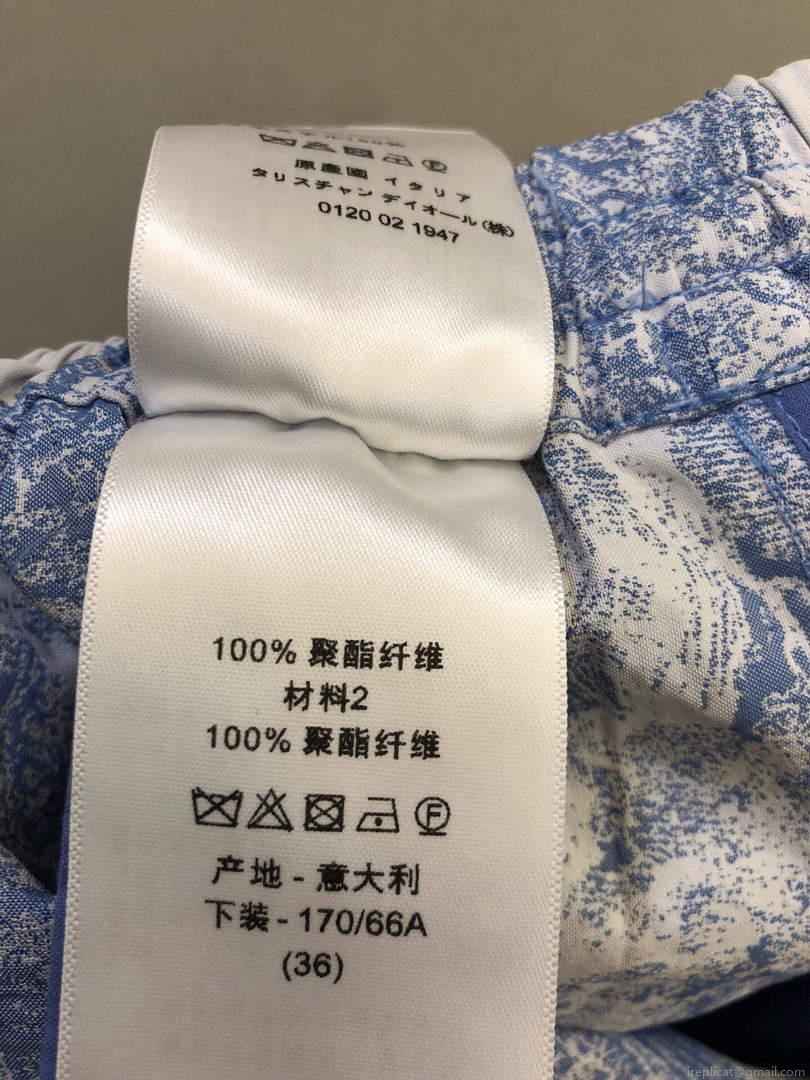 原産国 イタリア
タリスチャン デイオール(株)
0120 02 1947
100% 聚酯纤维
材料2
100% 聚酯纤维
F
产地 - 意大利
下装 - 170/66A
(36)
ireplicat@gmail.com